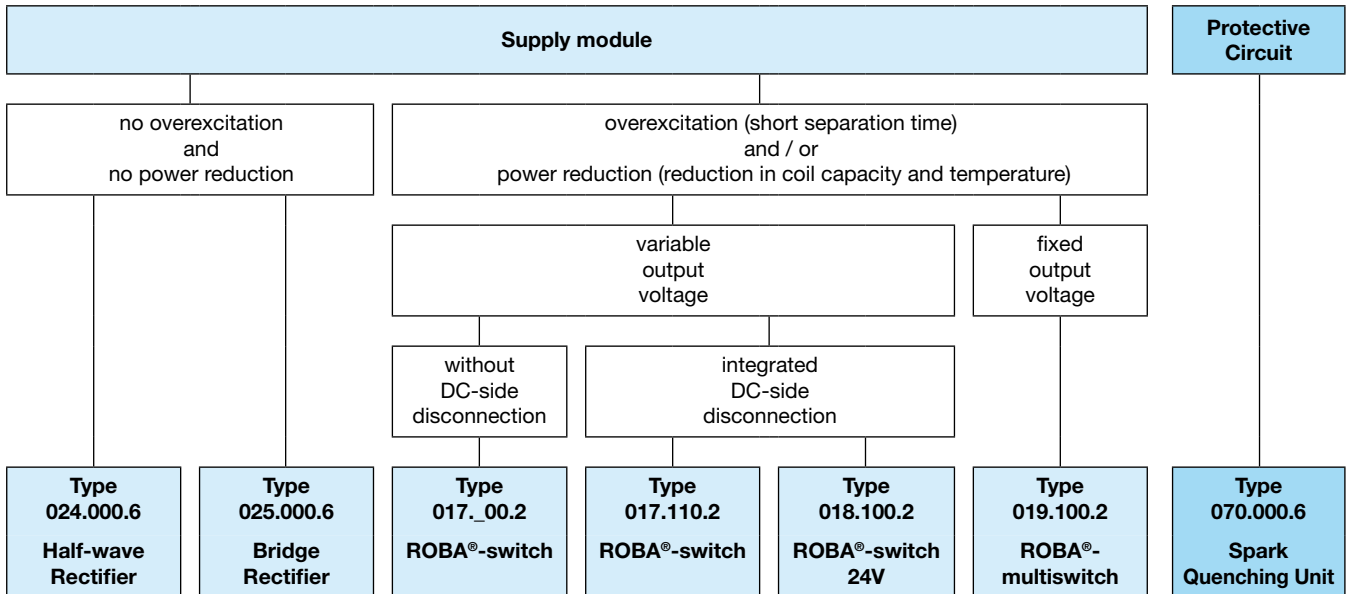 Supply module
Protective
Circuit
no overexcitation
and
no power reduction
overexcitation (short separation time)
and / or
power reduction (reduction in coil capacity and temperature)
variable
output
voltage
fixed
output
voltage
without
DC-side
disconnection
integrated
DC-side
disconnection
Type
024.000.6
Half-wave
Rectifier
Type
025.000.6
Bridge
Rectifier
Type
017._00.2
ROBA®-switch
Type
017.110.2
ROBA®-switch
Type
018.100.2
ROBA®-switch
24V
Type
019.100.2
ROBA®-
multiswitch
Type
070.000.6
Spark
Quenching Unit